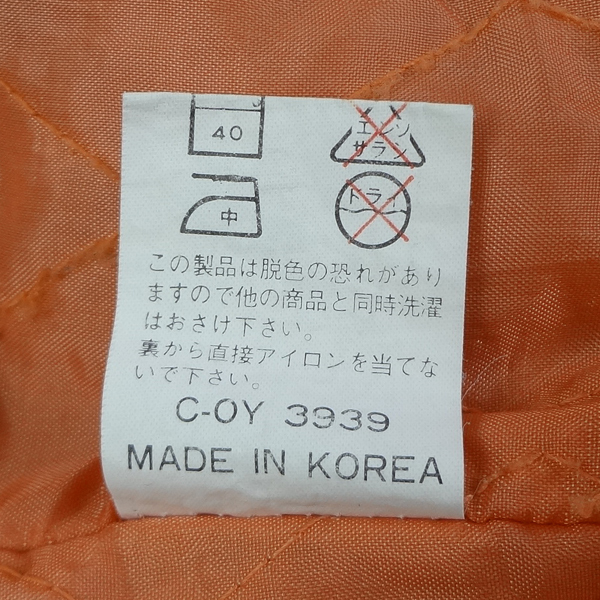 40
エンソ
サラシ
中
ドライ
この製品は脱色の恐れがあり
ますので他の商品と同時洗濯
はおさけ下さい。
裏から直接アイロンを当てな
いで下さい。
C-OY 3939
MADE IN KOREA